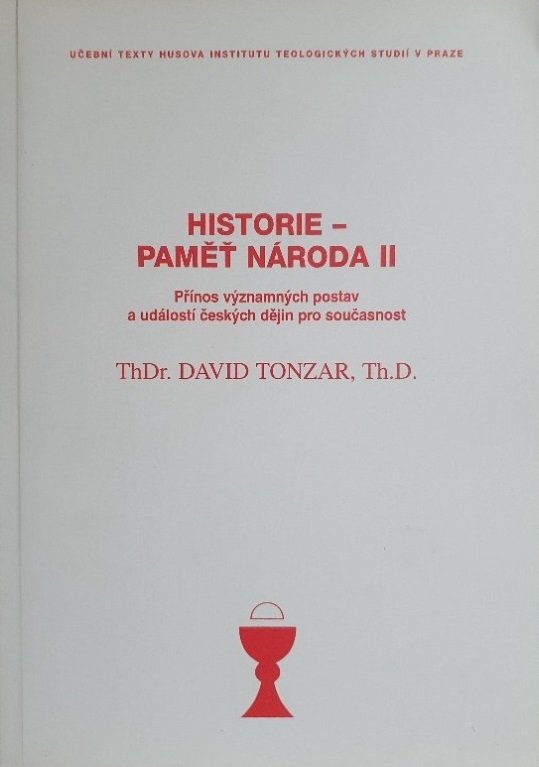 UČEBNÍ TEXTY HUSOVA INSTITUTU TEOLOGICKÝCH STUDIÍ V PRAZE
HISTORIE –
PAMĚŤ NÁRODA II
Přínos významných postav
a událostí českých dějin pro současnost
ThDr. DAVID TONZAR, Th.D.